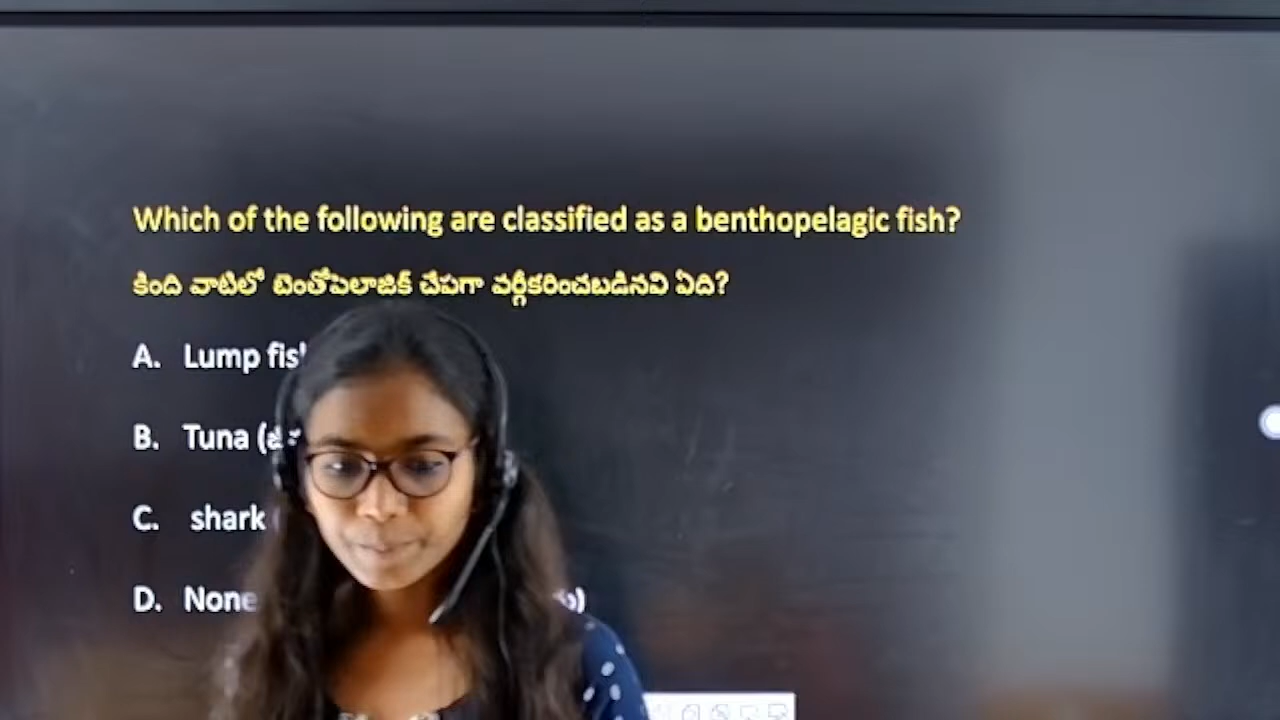 Which of the following are classified as a benthopelagic fish?
కింది వాటిలో బెంతోపెలాజిక్ చేపగా వర్గీకరించబడినవి ఏది?
A. Lump
B. Tuna
C. shark
D. None